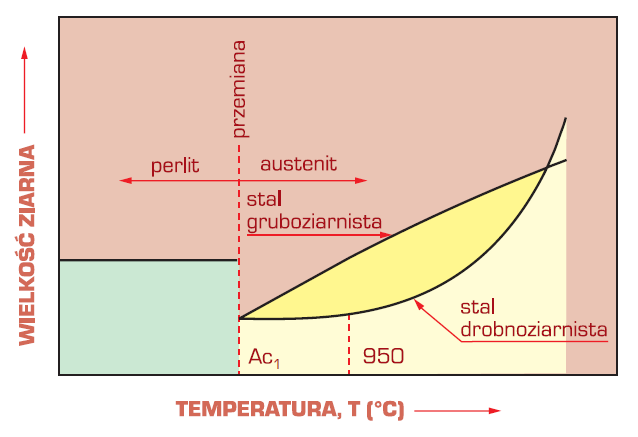 WIELKOŚĆ ZIARNA
przemiana
perlit
austenit
stal
gruboziarnista
stal
drobnoziarnista
Ac₁
950
TEMPERATURA, T (°C)